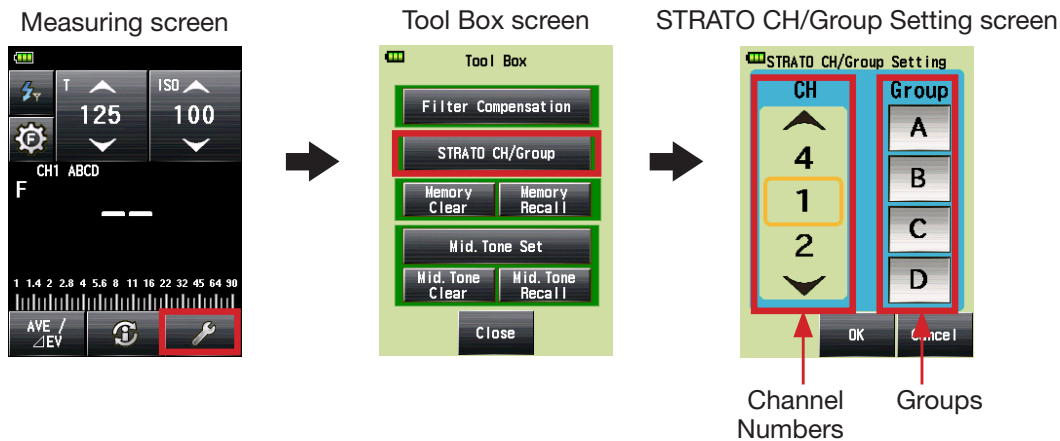 Measuring screen
T
125
ISO
100
CH1 ABCD
F
1 1.4 2 2.8 4 5.6 8 11 16 22 32 45 64 90
AVE /
⊿EV
Tool Box screen
Tool Box
Filter Compensation
STRATO CH/Group
Memory
Clear
Memory
Recall
Mid.Tone Set
Mid.Tone
Clear
Mid.Tone
Recall
Close
STRATO CH/Group Setting screen
STRATO CH/Group Setting
CH
4
1
2
Group
A
B
C
D
OK
Cancel
Channel
Numbers
Groups